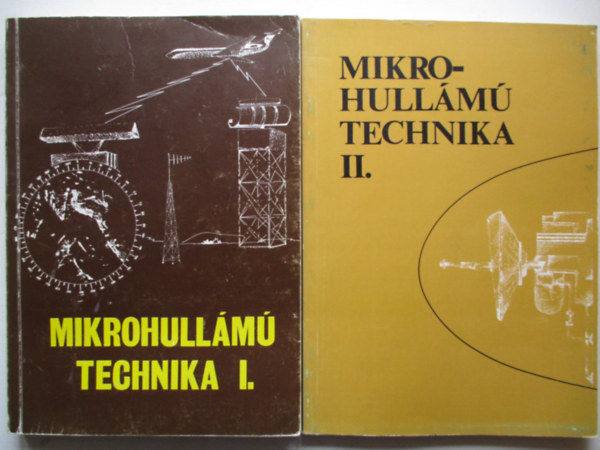 MIKROHULLÁMÚ
TECHNIKA I.
MIKRO-
HULLÁMÚ
TECHNIKA
II.